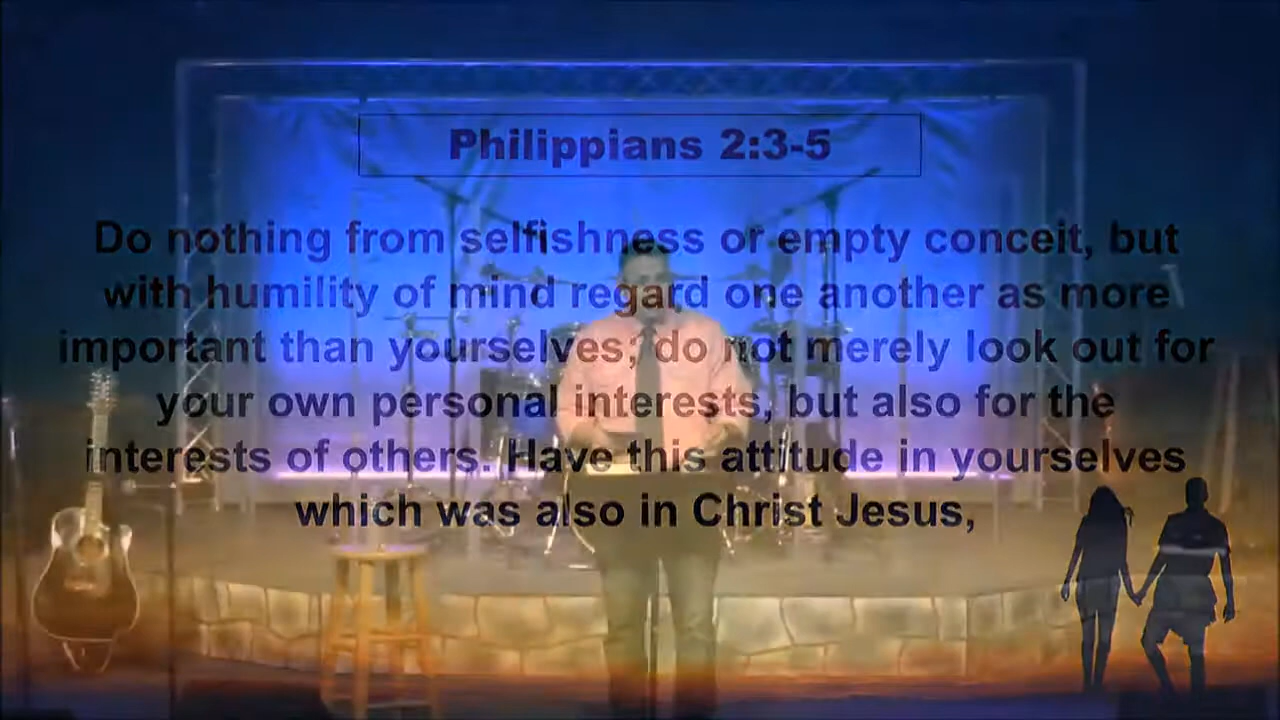 Philippians 2:3-5
Do nothing from selfishness or empty conceit, but
with humility of mind regard one another as more
important than yourselves; do not merely look out for
your own personal interests, but also for the
interests of others. Have this attitude in yourselves
which was also in Christ Jesus,